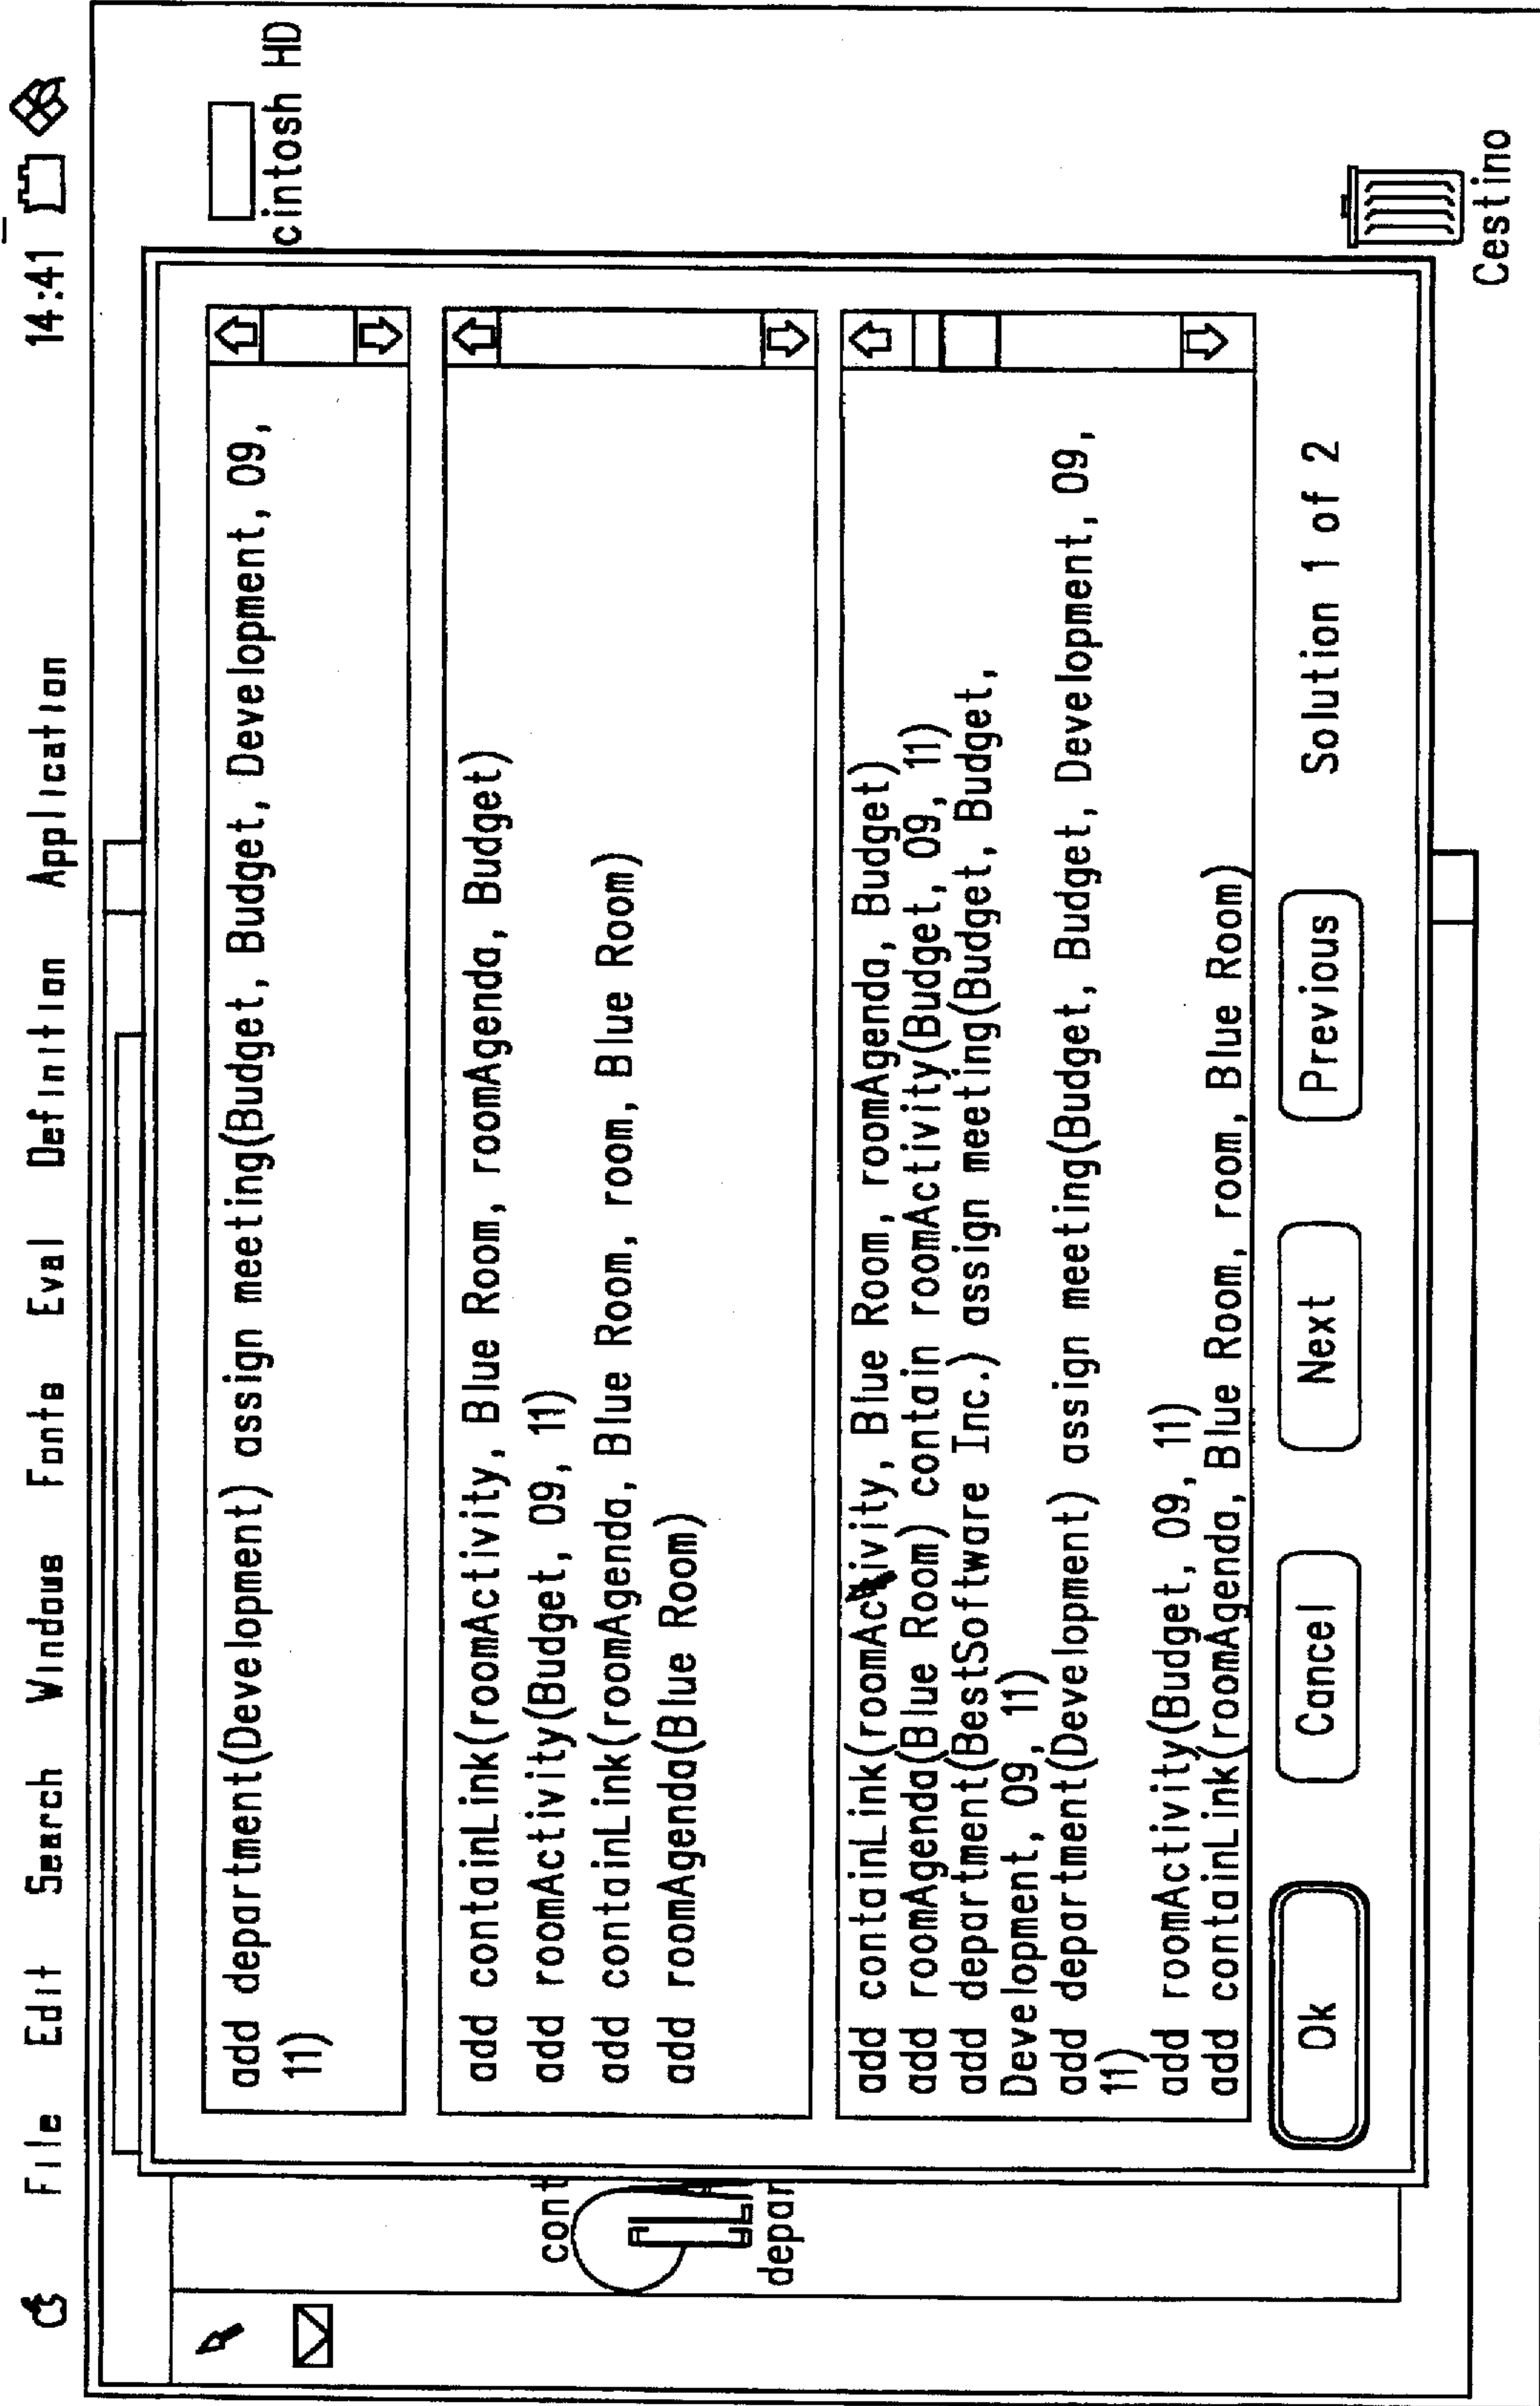 File Edit Search Windows Fonts Eval Definition Application 14:41
cintosh HD
add department(Development) assign meeting(Budget, Budget, Development, 09,
11)
add containLink(roomActivity, Blue Room, roomAgenda, Budget)
add roomActivity(Budget, 09, 11)
add containLink(roomAgenda, Blue Room, room, Blue Room)
add roomAgenda(Blue Room)
cont
depar
add containLink(roomActivity, Blue Room, roomAgenda, Budget)
add roomAgenda(Blue Room) contain roomActivity(Budget, 09, 11)
add department(BestSoftware Inc.) assign meeting(Budget, Budget,
Development, 09, 11)
add department(Development) assign meeting(Budget, Budget, Development, 09,
11)
add roomActivity(Budget, 09, 11)
add containLink(roomAgenda, Blue Room, room, Blue Room)
Ok Cancel Next Previous Solution 1 of 2
Cestino